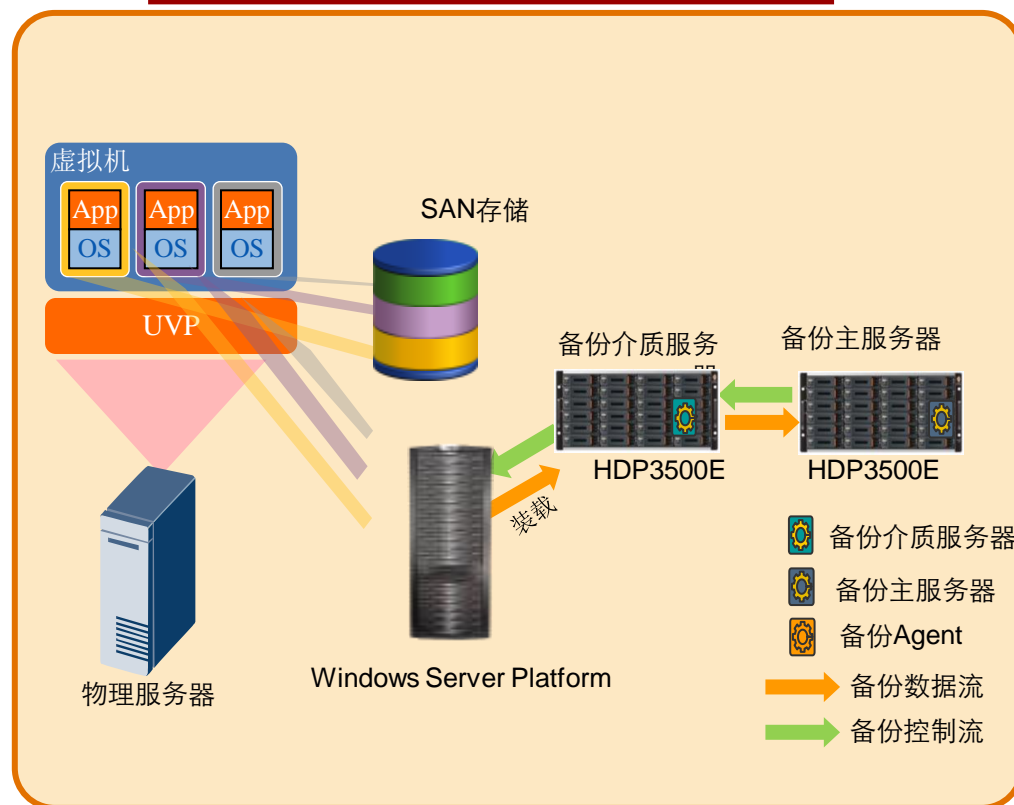 虚拟机
App
App
App
OS
OS
OS
UVP
SAN存储
备份介质服务
器
备份主服务器
HDP3500E
HDP3500E
装载
物理服务器
Windows Server Platform
备份介质服务器
备份主服务器
备份Agent
备份数据流
备份控制流